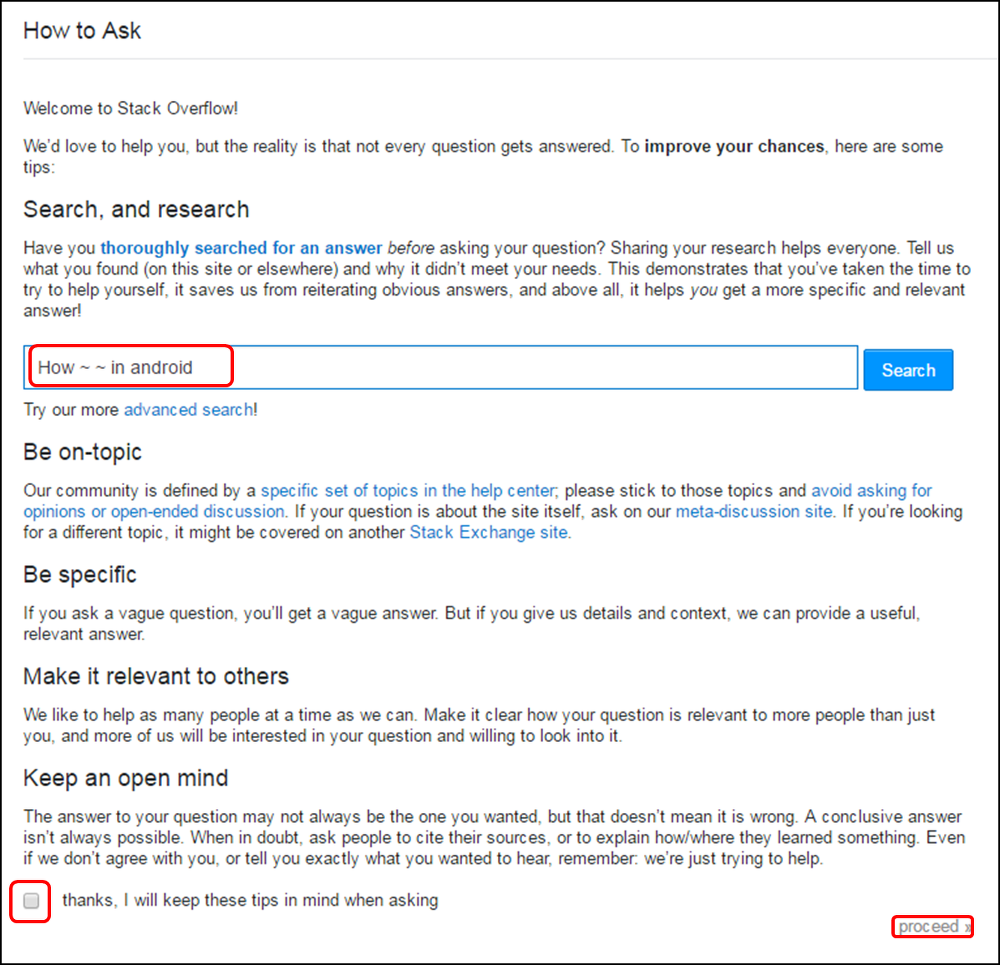 How to Ask
Welcome to Stack Overflow!
We'd love to help you, but the reality is that not every question gets answered. To improve your chances, here are some
tips:
Search, and research
Have you thoroughly searched for an answer before asking your question? Sharing your research helps everyone. Tell us
what you found (on this site or elsewhere) and why it didn't meet your needs. This demonstrates that you've taken the time to
try to help yourself, it saves us from reiterating obvious answers, and above all, it helps you get a more specific and relevant
answer!
How ~ ~ in android
Search
Try our more advanced search!
Be on-topic
Our community is defined by a specific set of topics in the help center; please stick to those topics and avoid asking for
opinions or open-ended discussion. If your question is about the site itself, ask on our meta-discussion site. If you're looking
for a different topic, it might be covered on another Stack Exchange site.
Be specific
If you ask a vague question, you'll get a vague answer. But if you give us details and context, we can provide a useful,
relevant answer.
Make it relevant to others
We like to help as many people at a time as we can. Make it clear how your question is relevant to more people than just
you, and more of us will be interested in your question and willing to look into it.
Keep an open mind
The answer to your question may not always be the one you wanted, but that doesn't mean it is wrong. A conclusive answer
isn't always possible. When in doubt, ask people to cite their sources, or to explain how/where they learned something. Even
if we don't agree with you, or tell you exactly what you wanted to hear, remember: we're just trying to help.
thanks, I will keep these tips in mind when asking
proceed »